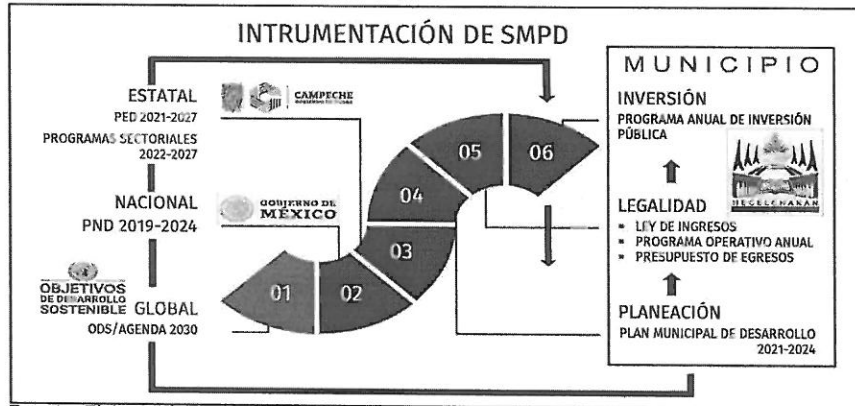 INTRUMENTACIÓN DE SMPD
ESTATAL
PED 2021-2027
PROGRAMAS SECTORIALES
2022-2027
CAMPECHE
NACIONAL
PND 2019-2024
GOBIERNO DE
MÉXICO
OBJETIVOS
DE DESARROLLO
SOSTENIBLE
GLOBAL
ODS/AGENDA 2030
01
02
03
04
05
06
MUNICIPIO
INVERSIÓN
PROGRAMA ANUAL DE INVERSIÓN
PÚBLICA
HECELCHAKÁN
LEGALIDAD
▪ LEY DE INGRESOS
▪ PROGRAMA OPERATIVO ANUAL
▪ PRESUPUESTO DE EGRESOS
PLANEACIÓN
PLAN MUNICIPAL DE DESARROLLO
2021-2024